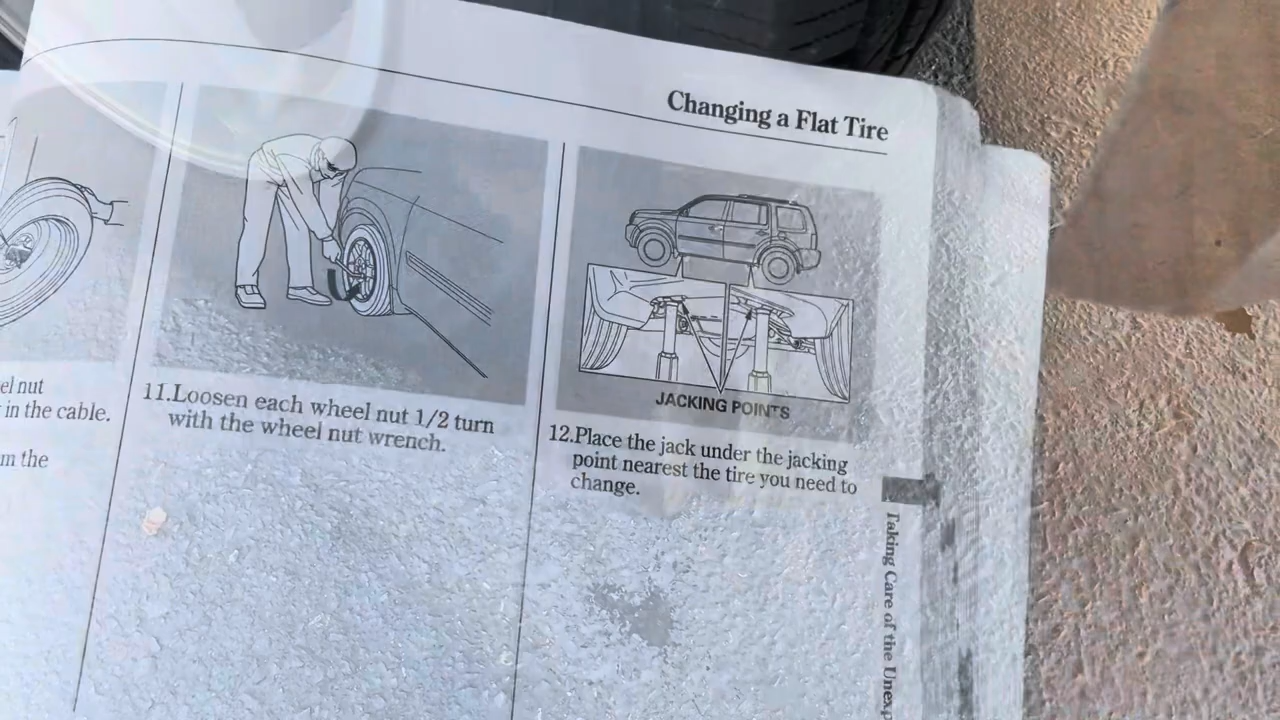 Changing a Flat Tire
el nut
in the cable.
m the
11.Loosen each wheel nut 1/2 turn
with the wheel nut wrench.
JACKING POINTS
12.Place the jack under the jacking
point nearest the tire you need to
change.
Taking Care of the Unexp